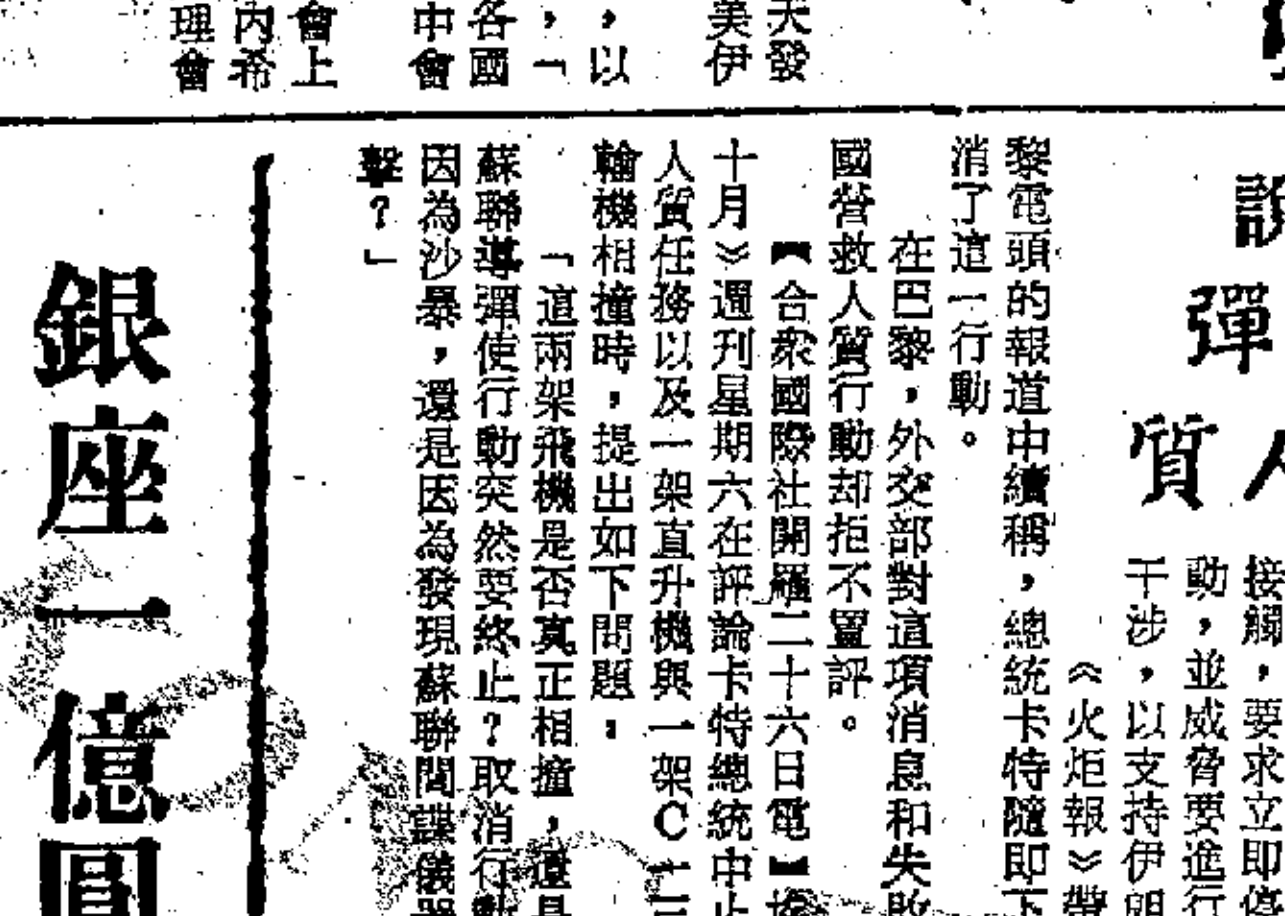 天發
美伊
，以
，「
各國
中會
會上
內希
理會
彈
質
接觸，要求立即停
動，並威脅要進行
干涉，以支持伊朗
《火炬報》帶
黎電頭的報道中續稱，總統卡特隨即下
消了這一行動。
在巴黎，外交部對這項消息和失敗
國營救人質行動却拒不置評。
【合衆國際社開羅二十六日電】埃
十月》週刊星期六在評論卡特總統中止
人質任務以及一架直升機與一架C一三
輸機相撞時，提出如下問題：
「這兩架飛機是否真正相撞，還是
蘇聯導彈使行動突然要終止？取消行動
因為沙暴，還是因為發現蘇聯間諜儀器
擊？」
銀座一億圓